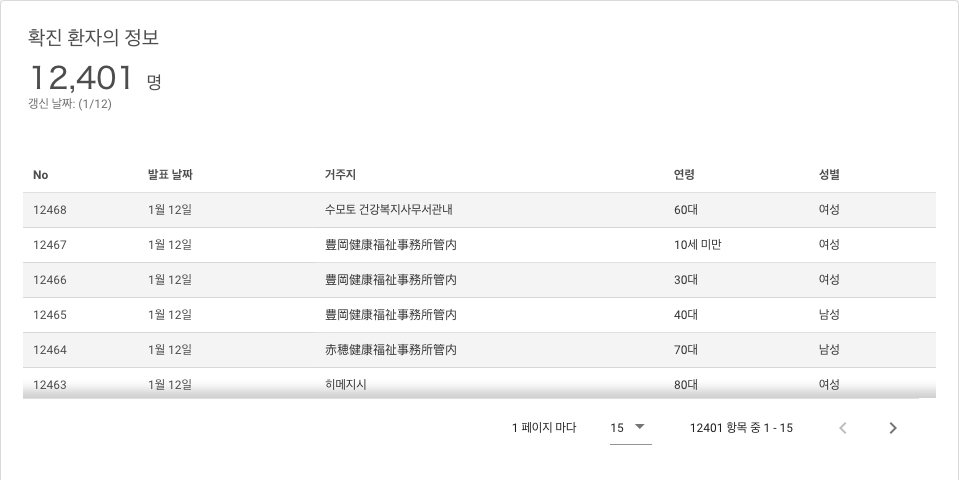 확진 환자의 정보
12,401 명
갱신 날짜: (1/12)
No 발표 날짜 거주지 연령 성별
12468 1월 12일 수모토 건강복지사무서관내 60대 여성
12467 1월 12일 豊岡健康福祉事務所管内 10세 미만 여성
12466 1월 12일 豊岡健康福祉事務所管内 30대 여성
12465 1월 12일 豊岡健康福祉事務所管内 40대 남성
12464 1월 12일 赤穂健康福祉事務所管内 70대 남성
12463 1월 12일 히메지시 80대 여성
1 페이지 마다 15 12401 항목 중 1 - 15